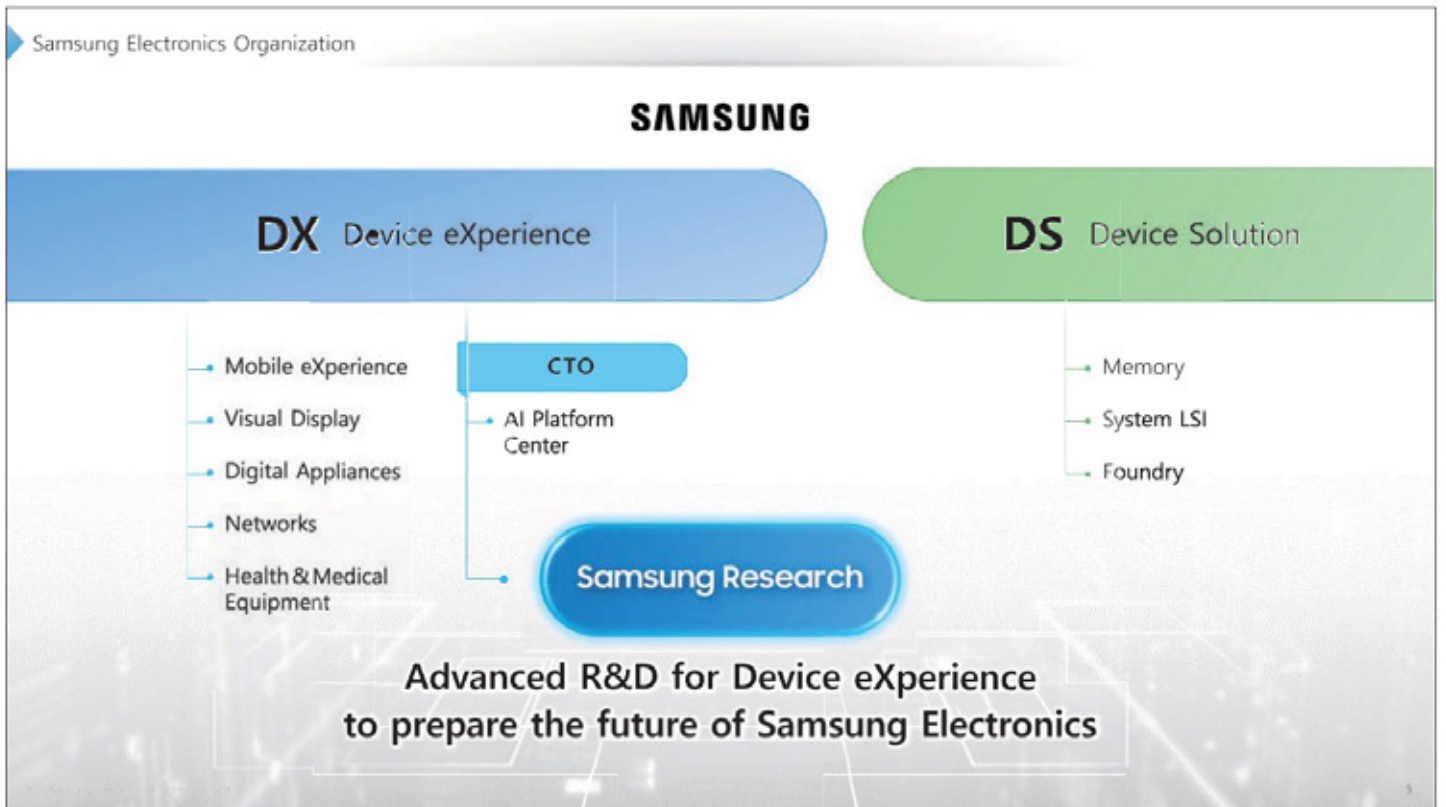 Samsung Electronics Organization
SAMSUNG
DX Device eXperience
Mobile eXperience
Visual Display
Digital Appliances
Networks
Health & Medical
Equipment
CTO
AI Platform
Center
Samsung Research
DS Device Solution
Memory
System LSI
Foundry
Advanced R&D for Device eXperience
to prepare the future of Samsung Electronics
5